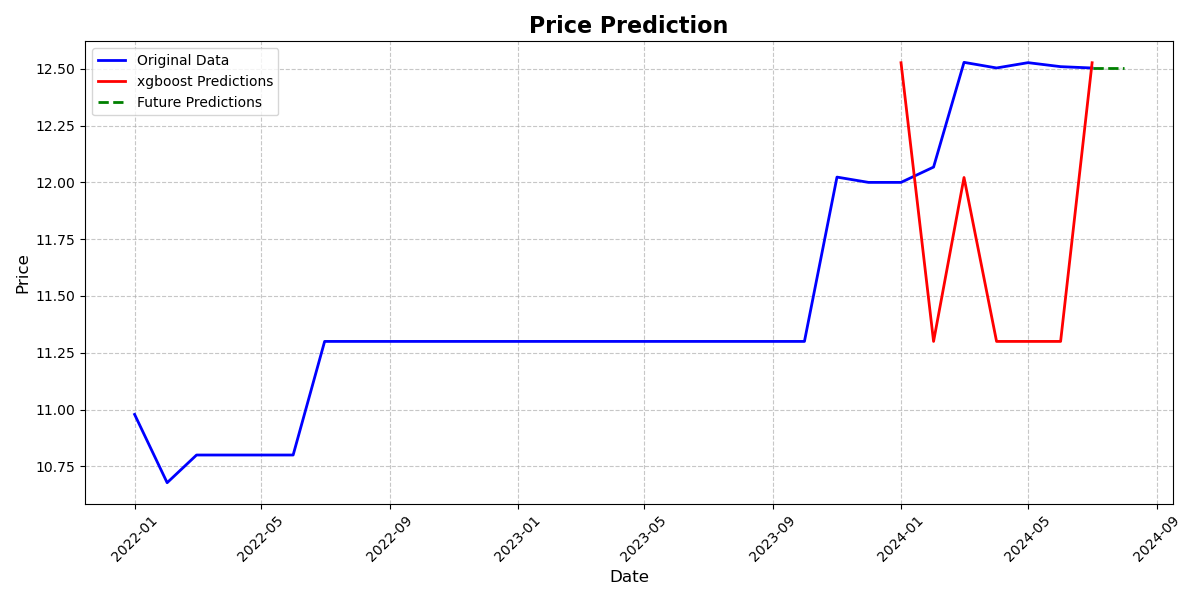 Price Prediction
Original Data
xgboost Predictions
Future Predictions
12.50
12.25
12.00
11.75
11.50
11.25
11.00
10.75
Price
2022-01
2022-05
2022-09
2023-01
2023-05
2023-09
2024-01
2024-05
2024-09
Date